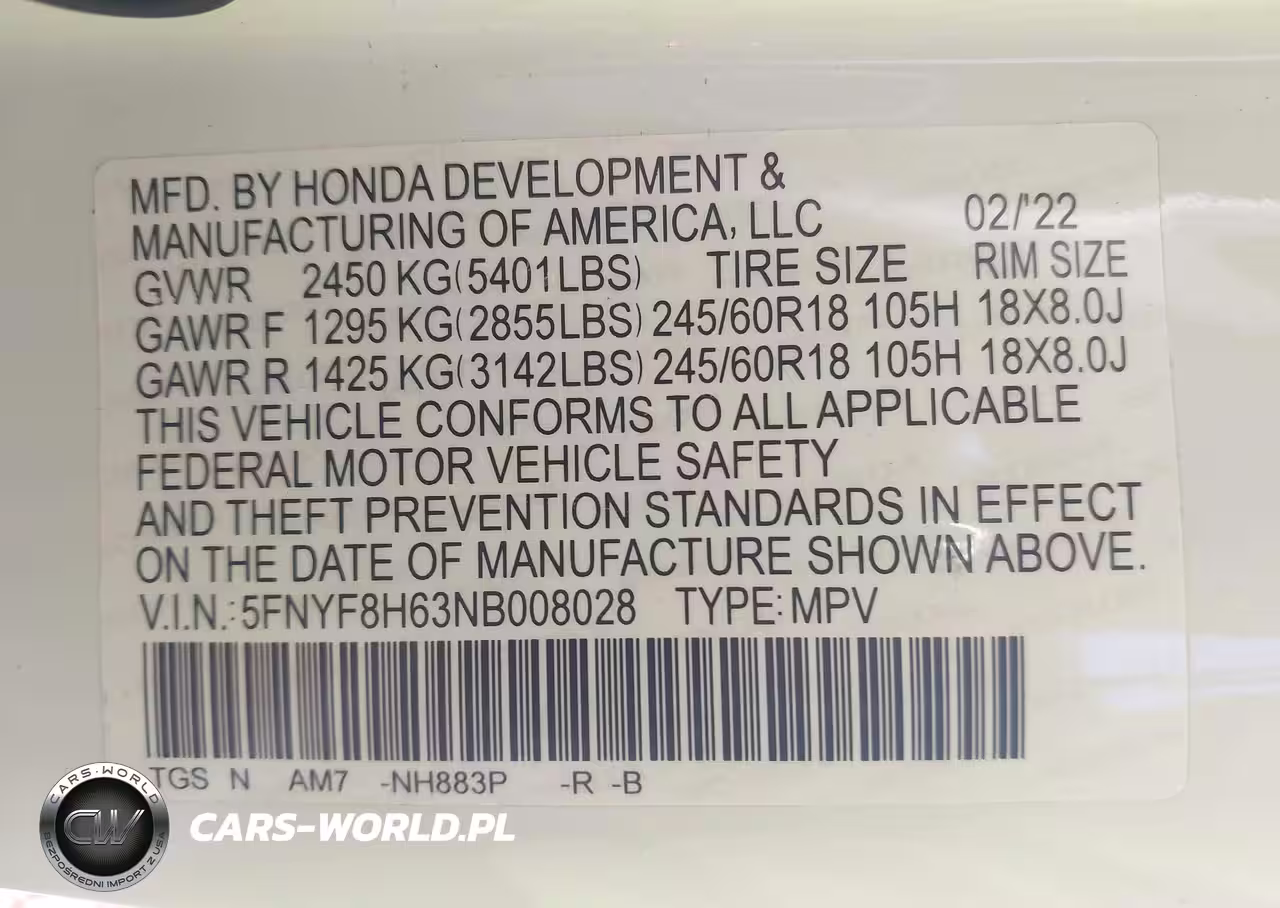 MFD. BY HONDA DEVELOPMENT &
MANUFACTURING OF AMERICA, LLC 02/'22
GVWR 2450 KG(5401LBS) TIRE SIZE RIM SIZE
GAWR F 1295 KG(2855LBS) 245/60R18 105H 18X8.0J
GAWR R 1425 KG(3142LBS) 245/60R18 105H 18X8.0J
THIS VEHICLE CONFORMS TO ALL APPLICABLE
FEDERAL MOTOR VEHICLE SAFETY
AND THEFT PREVENTION STANDARDS IN EFFECT
ON THE DATE OF MANUFACTURE SHOWN ABOVE.
V.I.N.: 5FNYF8H63NB008028 TYPE: MPV
TGS N AM7 -NH883P -R -B
CARS-WORLD
CW
BEZPOŚREDNI IMPORT Z USA
CARS-WORLD.PL